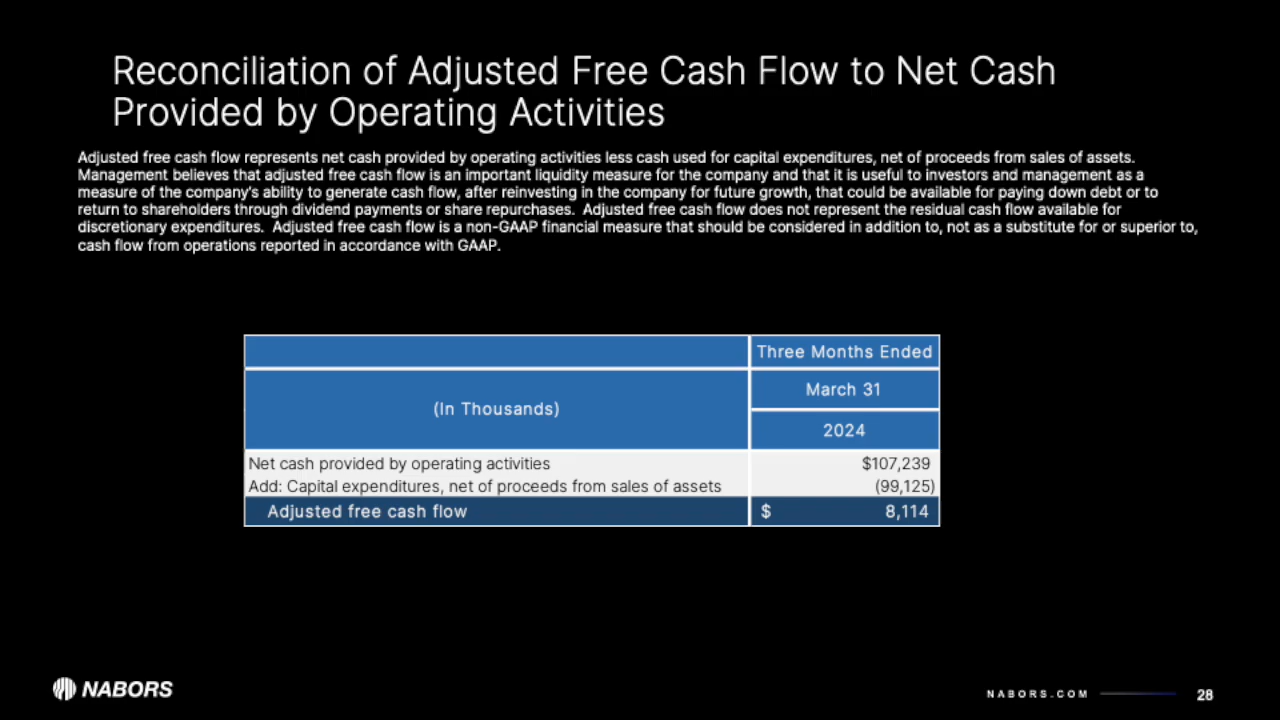 Reconciliation of Adjusted Free Cash Flow to Net Cash
Provided by Operating Activities
Adjusted free cash flow represents net cash provided by operating activities less cash used for capital expenditures, net of proceeds from sales of assets.
Management believes that adjusted free cash flow is an important liquidity measure for the company and that it is useful to investors and management as a
measure of the company's ability to generate cash flow, after reinvesting in the company for future growth, that could be available for paying down debt or to
return to shareholders through dividend payments or share repurchases.  Adjusted free cash flow does not represent the residual cash flow available for
discretionary expenditures.  Adjusted free cash flow is a non-GAAP financial measure that should be considered in addition to, not as a substitute for or superior to,
cash flow from operations reported in accordance with GAAP.
Three Months Ended
(In Thousands)
March 31
2024
Net cash provided by operating activities $107,239
Add: Capital expenditures, net of proceeds from sales of assets (99,125)
Adjusted free cash flow $ 8,114
NABORS
NABORS.COM 28